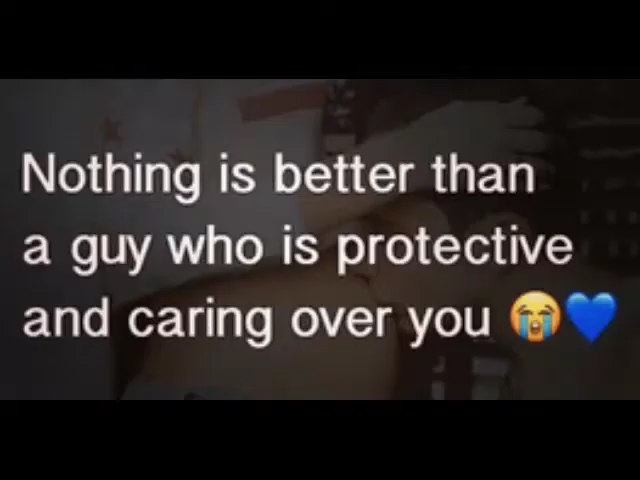 Nothing is better than
a guy who is protective
and caring over you 😭💙